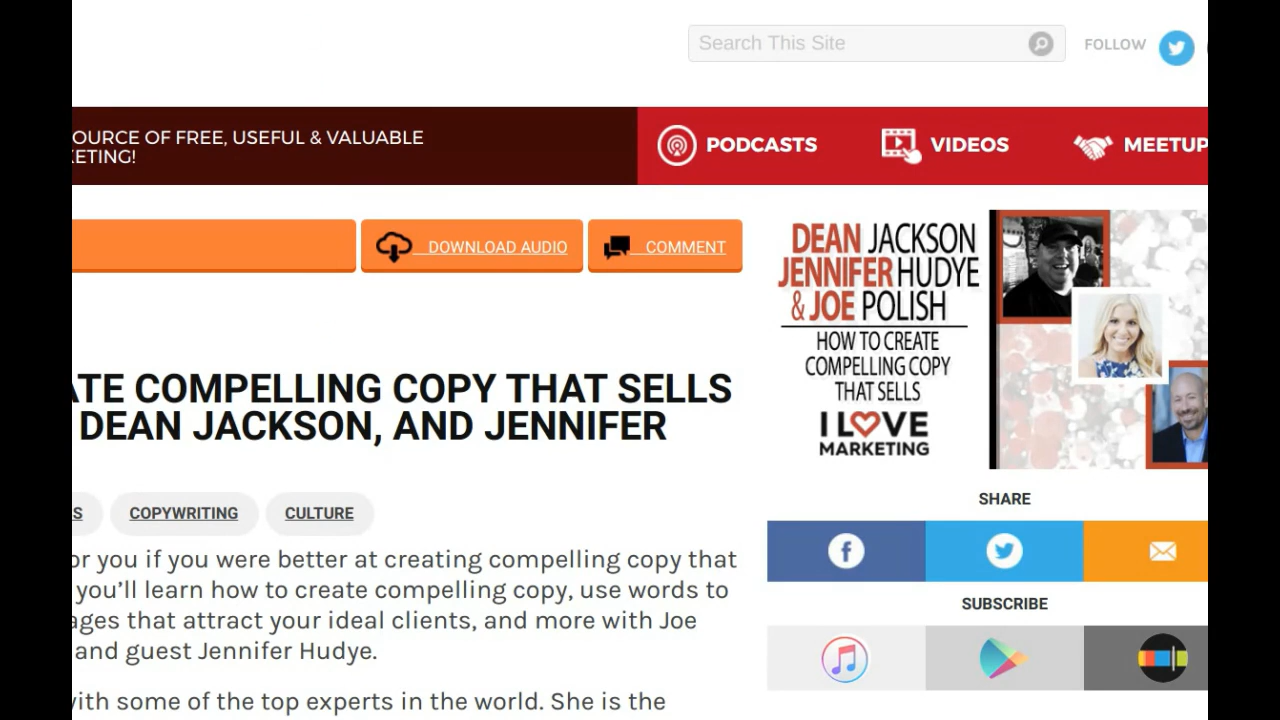 Search This Site
FOLLOW
OURCE OF FREE, USEFUL & VALUABLE
KETING!
PODCASTS
VIDEOS
MEETUP
DOWNLOAD AUDIO
COMMENT
DEAN JACKSON
JENNIFER HUDYE
& JOE POLISH
HOW TO CREATE
COMPELLING COPY
THAT SELLS
I LOVE
MARKETING
ATE COMPELLING COPY THAT SELLS
DEAN JACKSON, AND JENNIFER
S
COPYWRITING
CULTURE
or you if you were better at creating compelling copy that
you’ll learn how to create compelling copy, use words to
ages that attract your ideal clients, and more with Joe
and guest Jennifer Hudye.
with some of the top experts in the world. She is the
SHARE
SUBSCRIBE